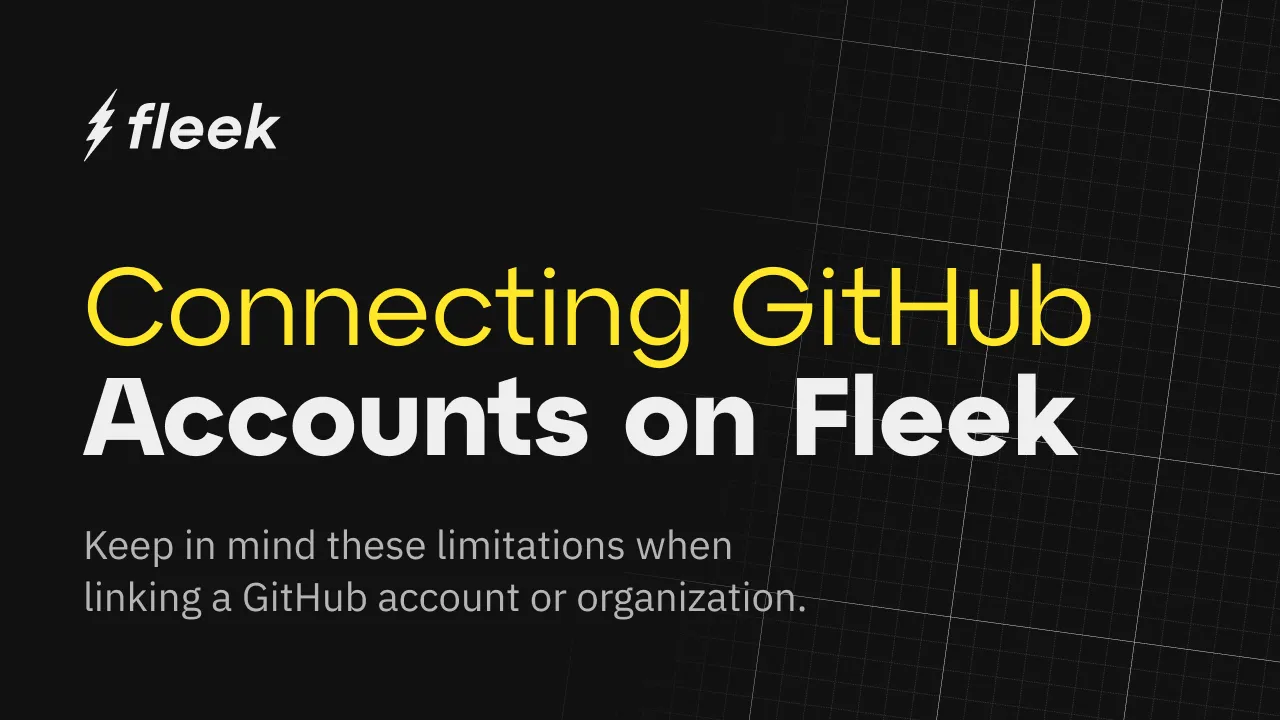 fleek
Connecting GitHub
Accounts on Fleek
Keep in mind these limitations when
linking a GitHub account or organization.